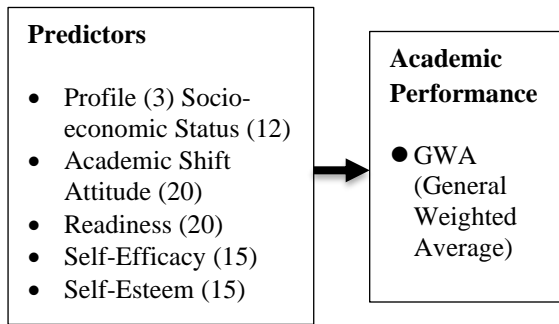 Predictors
• Profile (3) Socio-
economic Status (12)
• Academic Shift
Attitude (20)
• Readiness (20)
• Self-Efficacy (15)
• Self-Esteem (15)
Academic
Performance
● GWA
(General
Weighted
Average)